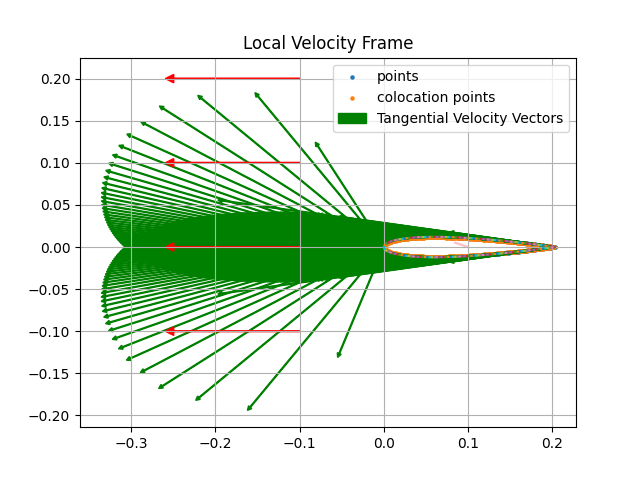 Local Velocity Frame
points
colocation points
Tangential Velocity Vectors
0.20
0.15
0.10
0.05
0.00
−0.05
−0.10
−0.15
−0.20
−0.3 −0.2 −0.1 0.0 0.1 0.2